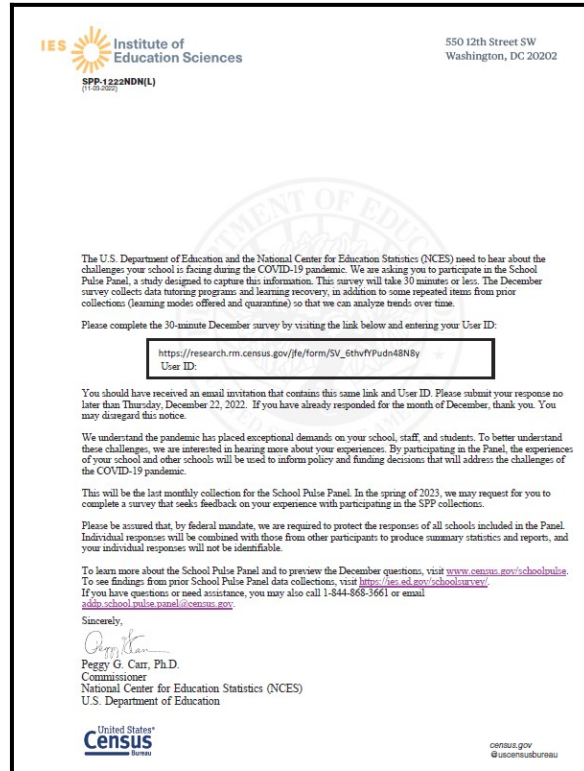 IES Institute of
Education Sciences
550 12th Street SW
Washington, DC 20202
SPP-1222NDN(L)
(11-03-2022)
The U.S. Department of Education and the National Center for Education Statistics (NCES) need to hear about the
challenges your school is facing during the COVID-19 pandemic. We are asking you to participate in the School
Pulse Panel, a study designed to capture this information. This survey will take 30 minutes or less. The December
survey collects data tutoring programs and learning recovery, in addition to some repeated items from prior
collections (learning modes offered and quarantine) so that we can analyze trends over time.
Please complete the 30-minute December survey by visiting the link below and entering your User ID:
https://research.rm.census.gov/jfe/form/SV_6thvfYPudn48N8y
User ID:
You should have received an email invitation that contains this same link and User ID. Please submit your response no
later than Thursday, December 22, 2022. If you have already responded for the month of December, thank you. You
may disregard this notice.
We understand the pandemic has placed exceptional demands on your school, staff, and students. To better understand
these challenges, we are interested in hearing more about your experiences. By participating in the Panel, the experiences
of your school and other schools will be used to inform policy and funding decisions that will address the challenges of
the COVID-19 pandemic.
This will be the last monthly collection for the School Pulse Panel. In the spring of 2023, we may request for you to
complete a survey that seeks feedback on your experience with participating in the SPP collections.
Please be assured that, by federal mandate, we are required to protect the responses of all schools included in the Panel.
Individual responses will be combined with those from other participants to produce summary statistics and reports, and
your individual responses will not be identifiable.
To learn more about the School Pulse Panel and to preview the December questions, visit www.census.gov/schoolpulse.
To see findings from prior School Pulse Panel data collections, visit https://ies.ed.gov/schoolsurvey/.
If you have questions or need assistance, you may also call 1-844-868-3661 or email
addp.school.pulse.panel@census.gov.
Sincerely,
Peggy G. Carr, Ph.D.
Commissioner
National Center for Education Statistics (NCES)
U.S. Department of Education
United States®
Census
Bureau
census.gov
@uscensusbureau